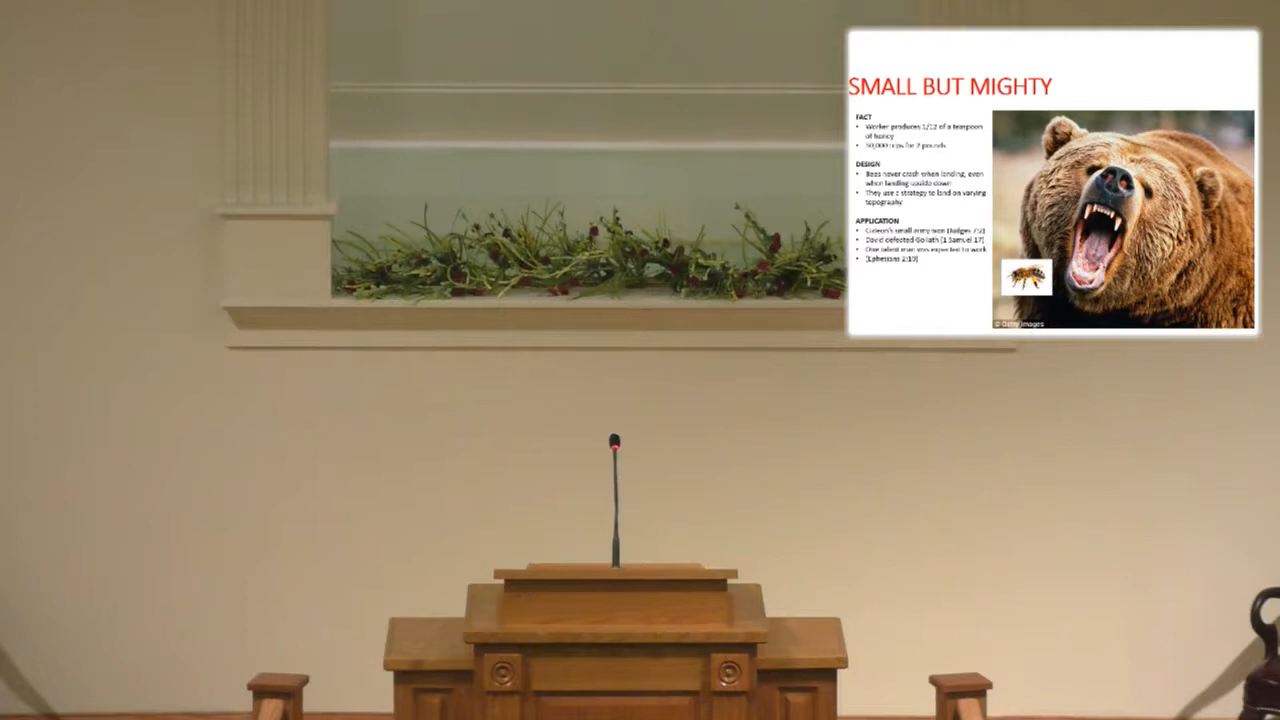 SMALL BUT MIGHTY
FACT
• Worker produces 1/12 of a teaspoon
of honey
• 50,000 trips for 2 pounds
DESIGN
• Bees never crash when landing, even
when landing upside down
• They use a strategy to land on varying
topography
APPLICATION
• Gideon's small army won (Judges 7:2)
• David defeated Goliath (1 Samuel 17)
• One talent man was expected to work
• (Ephesians 2:10)
© Getty Images